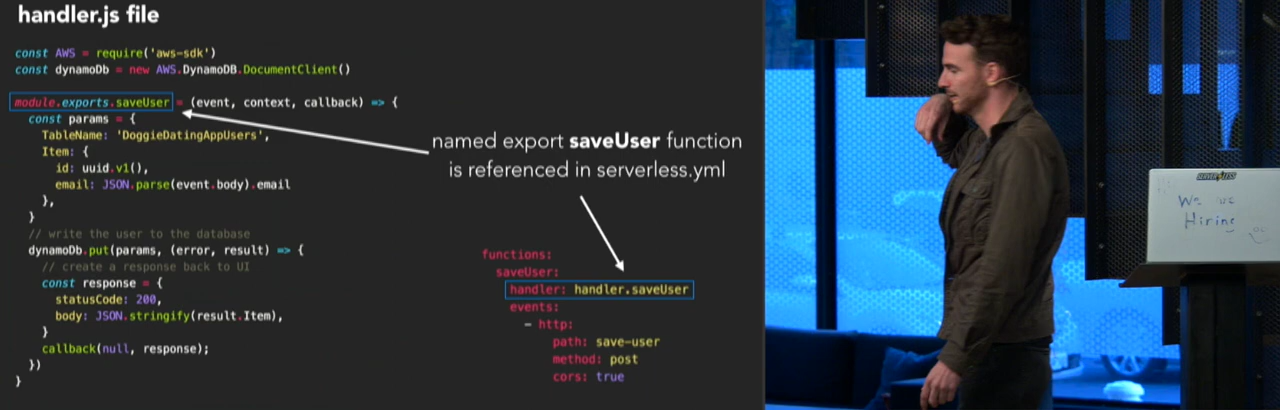 handler.js file
const AWS = require('aws-sdk')
const dynamoDb = new AWS.DynamoDB.DocumentClient()
module.exports.saveUser = (event, context, callback) => {
  const params = {
    TableName: 'DoggieDatingAppUsers',
    Item: {
      id: uuid.v1(),
      email: JSON.parse(event.body).email
    },
  }
  // write the user to the database
  dynamoDb.put(params, (error, result) => {
    // create a response back to UI
    const response = {
      statusCode: 200,
      body: JSON.stringify(result.Item),
    }
    callback(null, response);
  })
}
named export saveUser function
is referenced in serverless.yml
functions:
  saveUser:
    handler: handler.saveUser
    events:
      - http:
          path: save-user
          method: post
          cors: true
SERVERLESS
We are
Hiring